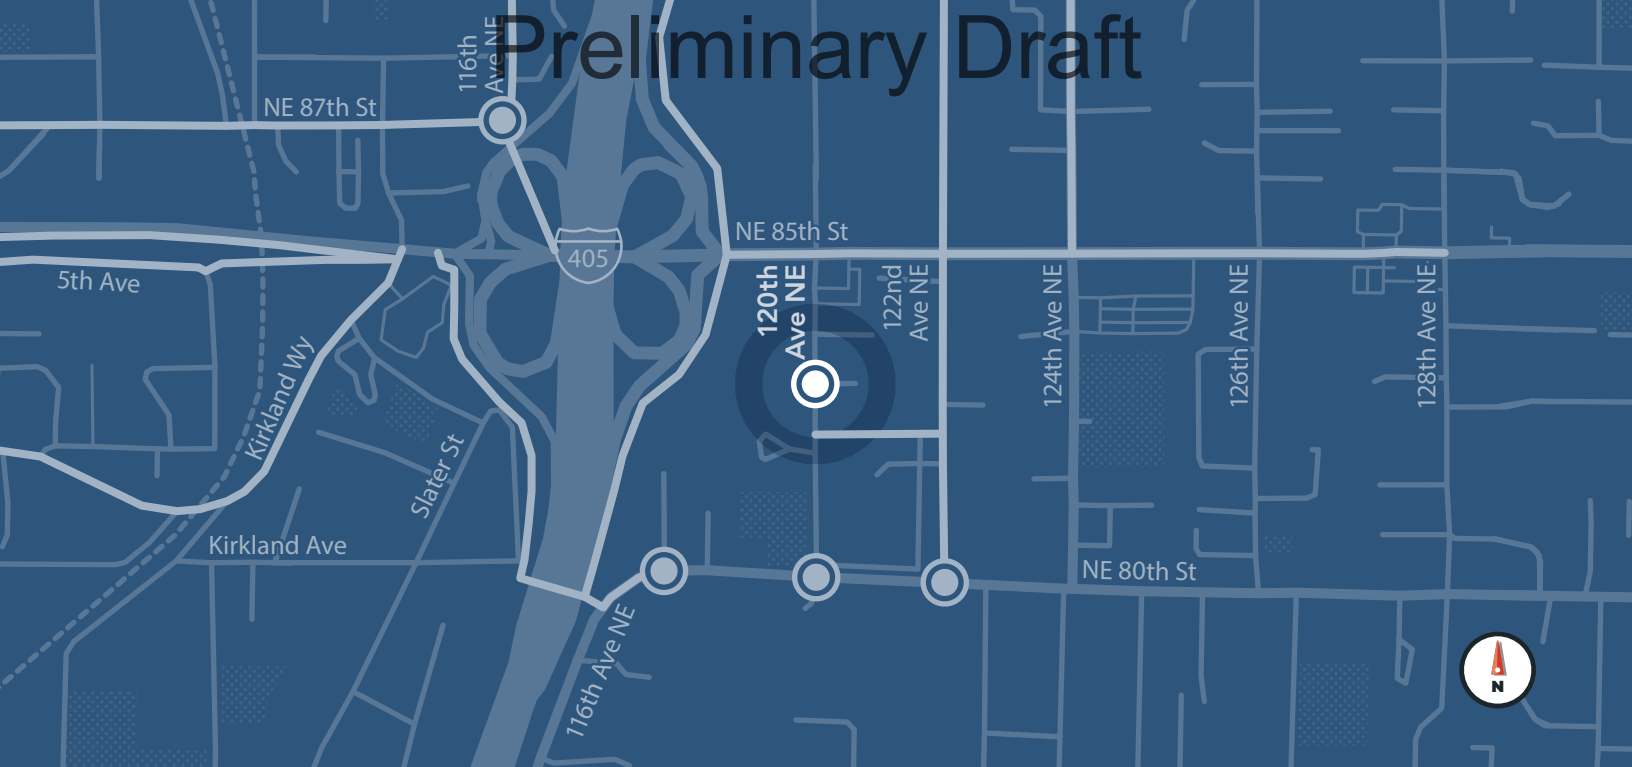 Preliminary Draft
116th
Ave NE
NE 87th St
NE 85th St
405
5th Ave
120th
Ave NE
122nd
Ave NE
124th Ave NE
126th Ave NE
128th Ave NE
Kirkland Wy
Slater St
Kirkland Ave
NE 80th St
116th Ave NE
N